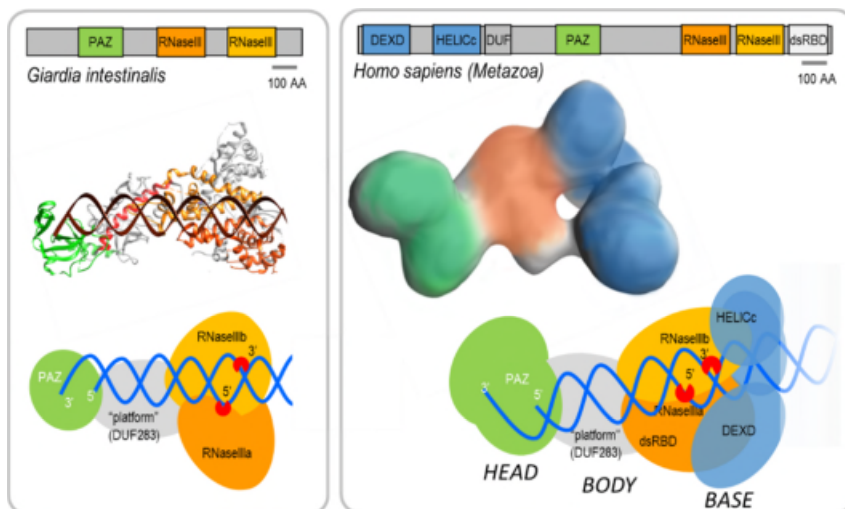 PAZ
RNaseIII
RNaseIII
Giardia intestinalis
100 AA
RNaseIIIb
3'
PAZ
3'
5'
5'
"platform"
(DUF283)
RNaseIIIa
DEXD
HELICc
DUF
PAZ
RNaseIII
RNaseIII
dsRBD
Homo sapiens (Metazoa)
100 AA
HELICc
RNaseIIIb
3'
3'
PAZ
5'
5'
RNaseIIIa
"platform"
(DUF283)
dsRBD
DEXD
HEAD
BODY
BASE